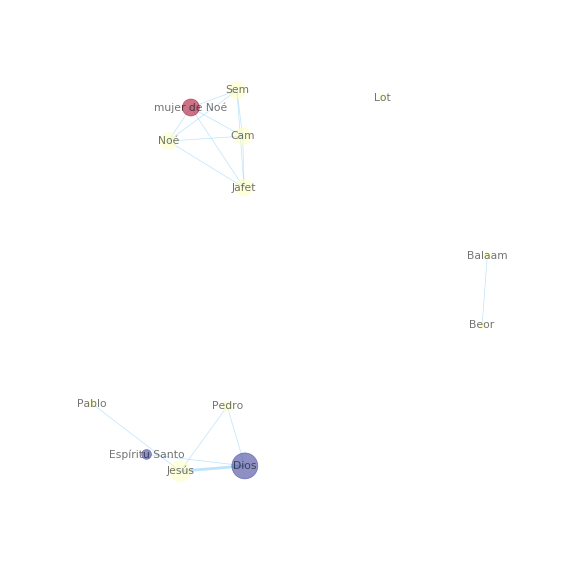 Sem
Lot
mujer de Noé
Cam
Noé
Jafet
Balaam
Beor
Pablo
Pedro
Espíritu Santo
Dios
Jesús